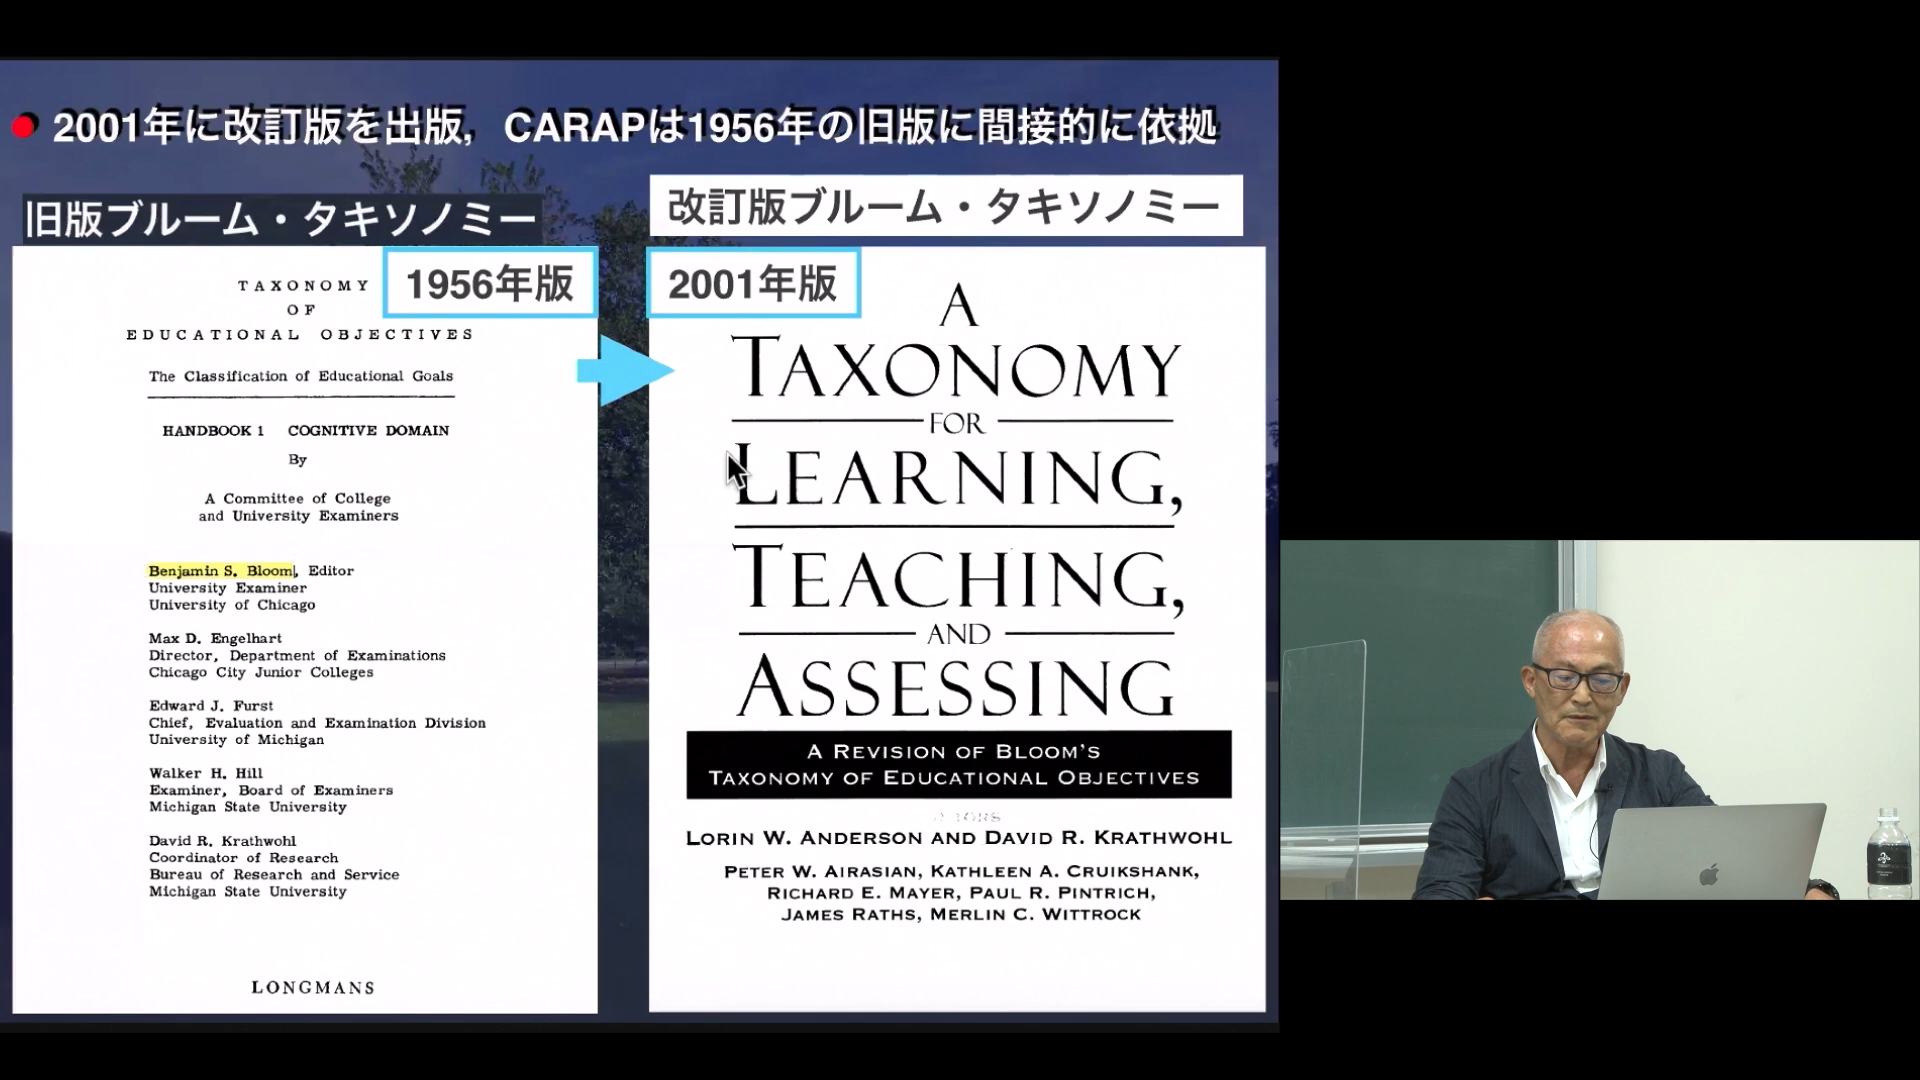 2001年に改訂版を出版，CARAPは1956年の旧版に間接的に依拠
旧版ブルーム・タキソノミー
1956年版
TAXONOMY
OF
EDUCATIONAL OBJECTIVES
The Classification of Educational Goals
HANDBOOK 1 COGNITIVE DOMAIN
By
A Committee of College
and University Examiners
Benjamin S. Bloom, Editor
University Examiner
University of Chicago
Max D. Engelhart
Director, Department of Examinations
Chicago City Junior Colleges
Edward J. Furst
Chief, Evaluation and Examination Division
University of Michigan
Walker H. Hill
Examiner, Board of Examiners
Michigan State University
David R. Krathwohl
Coordinator of Research
Bureau of Research and Service
Michigan State University
LONGMANS
改訂版ブルーム・タキソノミー
2001年版
A
TAXONOMY
FOR
LEARNING,
TEACHING,
AND
ASSESSING
A REVISION OF BLOOM'S
TAXONOMY OF EDUCATIONAL OBJECTIVES
LORIN W. ANDERSON AND DAVID R. KRATHWOHL
PETER W. AIRASIAN, KATHLEEN A. CRUIKSHANK,
RICHARD E. MAYER, PAUL R. PINTRICH,
JAMES RATHS, MERLIN C. WITTROCK